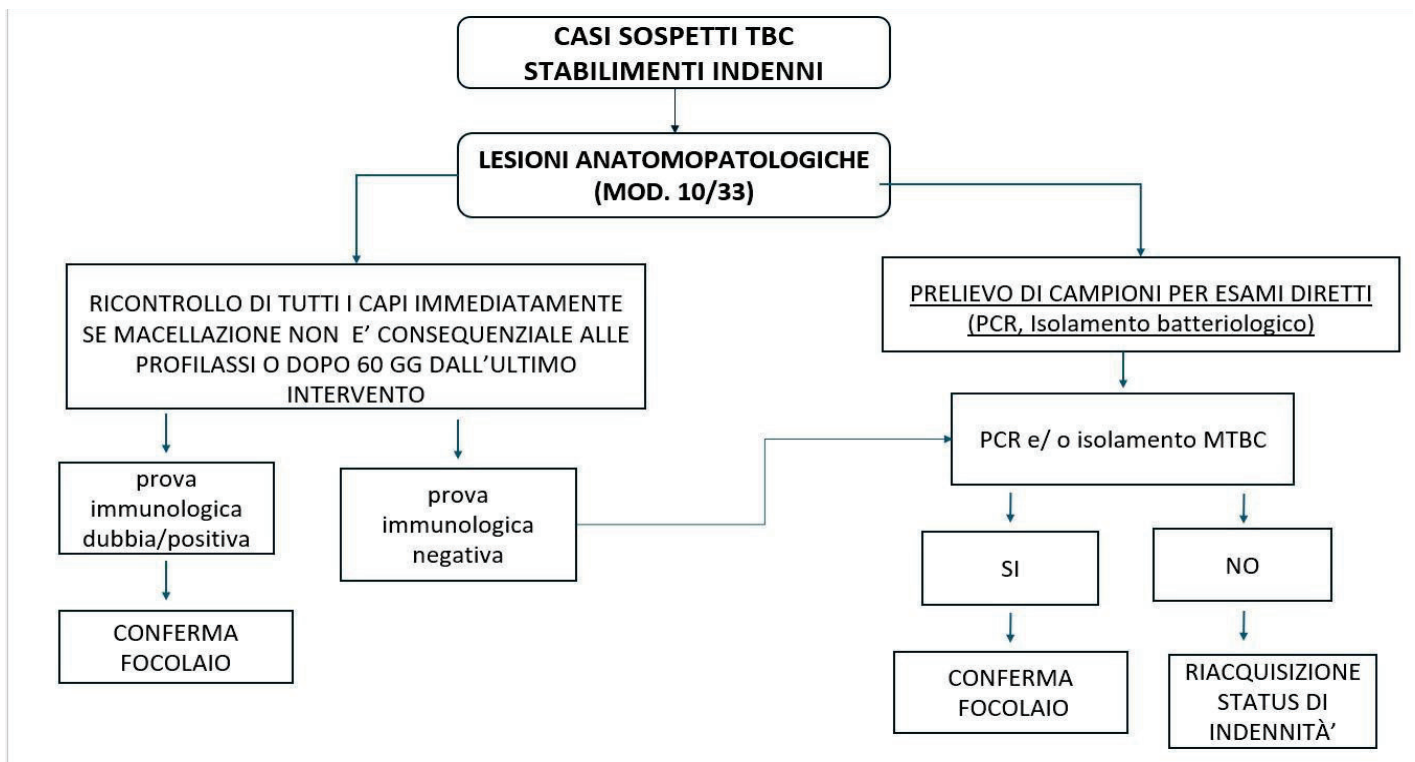 CASI SOSPETTI TBC
STABILIMENTI INDENNI
LESIONI ANATOMOPATOLOGICHE
(MOD. 10/33)
RICONTROLLO DI TUTTI I CAPI IMMEDIATAMENTE
SE MACELLAZIONE NON E' CONSEQUENZIALE ALLE
PROFILASSI O DOPO 60 GG DALL'ULTIMO
INTERVENTO
prova
immunologica
dubbia/positiva
CONFERMA
FOCOLAIO
prova
immunologica
negativa
PRELIEVO DI CAMPIONI PER ESAMI DIRETTI
(PCR, Isolamento batteriologico)
PCR e/ o isolamento MTBC
SI
CONFERMA
FOCOLAIO
NO
RIACQUISIZIONE
STATUS DI
INDENNITÀ'